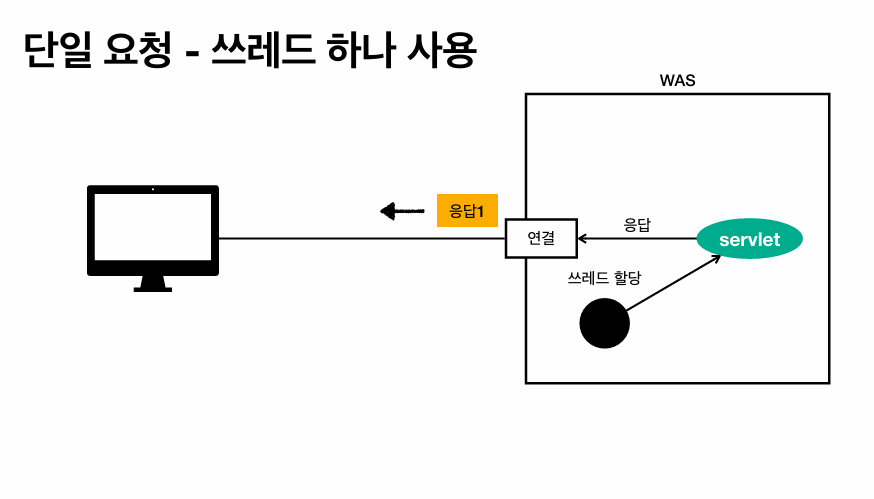 단일 요청 - 쓰레드 하나 사용
WAS
응답1
연결
응답
servlet
쓰레드 할당